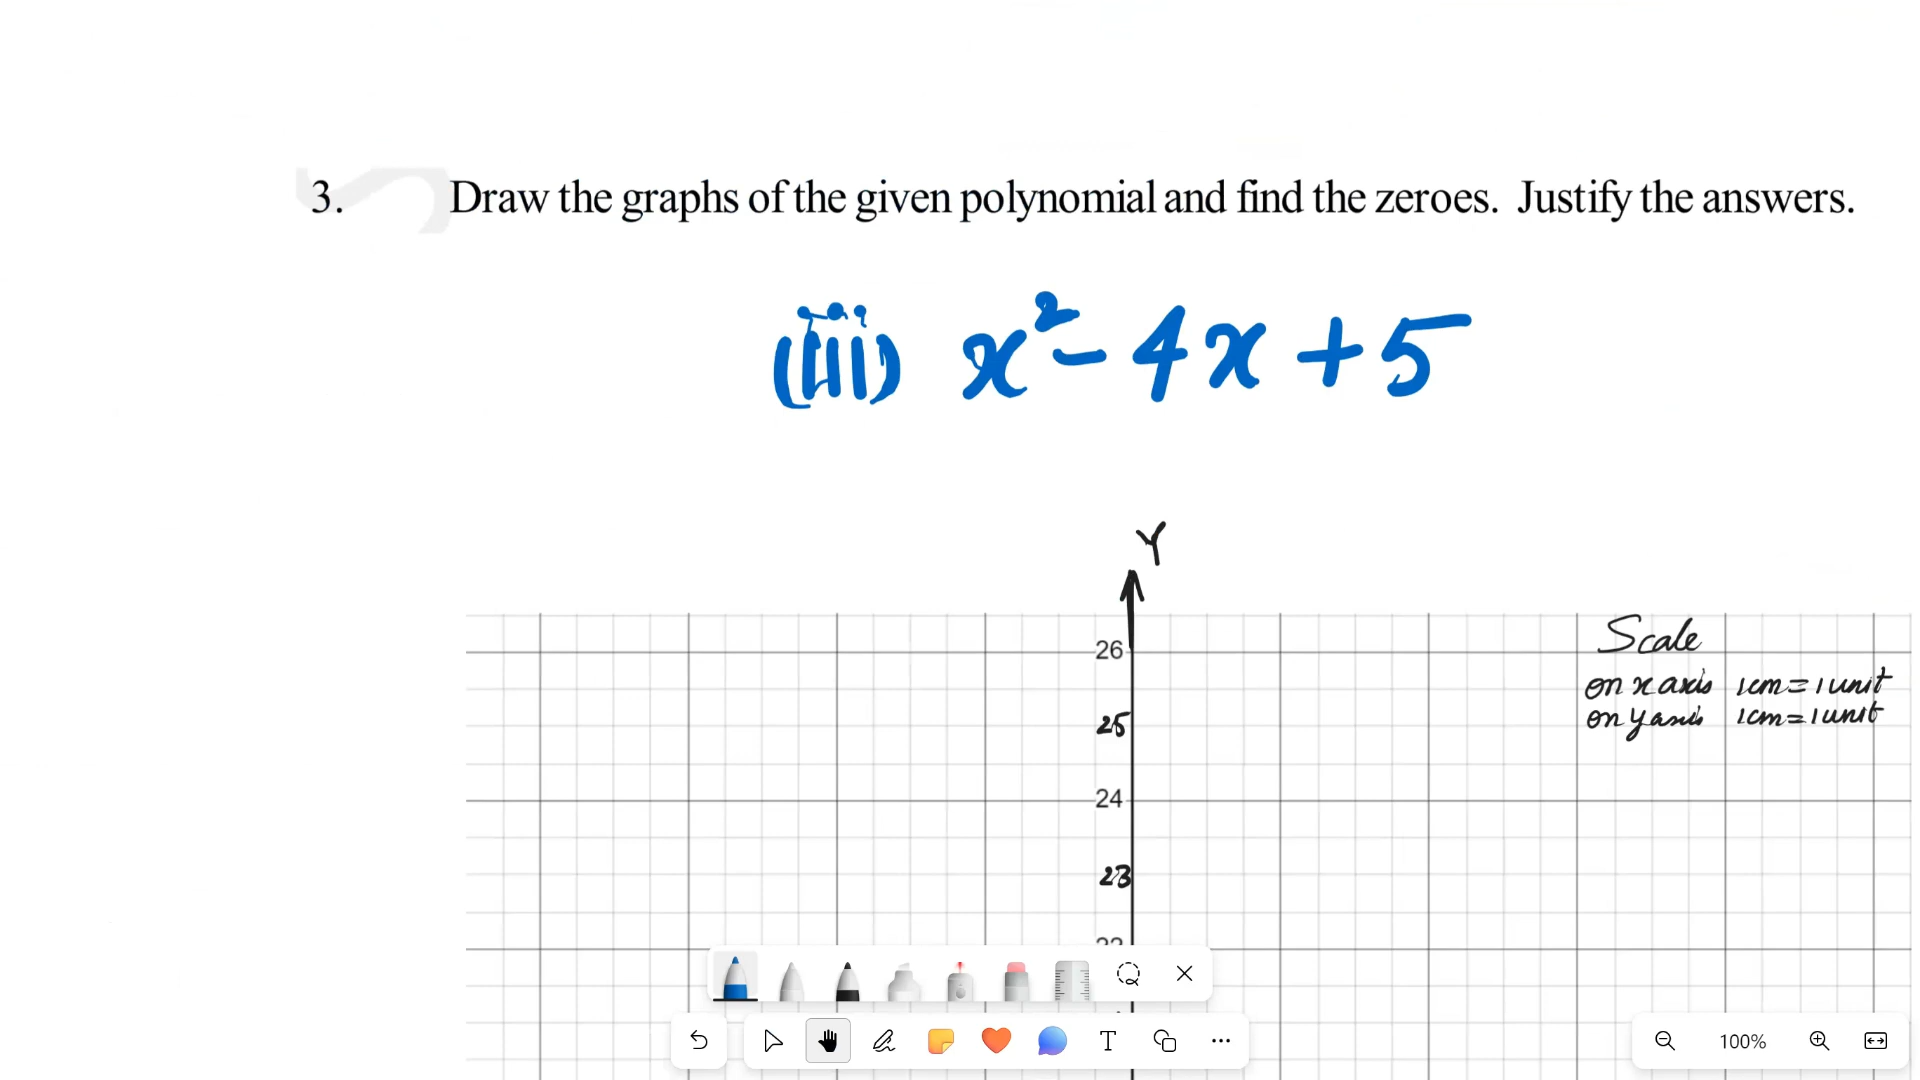 3. Draw the graphs of the given polynomial and find the zeroes. Justify the answers.
(iii) x² - 4x + 5
Y
Scale
26
on x axis 1cm = 1 unit
on y axis 1cm = 1 unit
25
24
23
22
100%